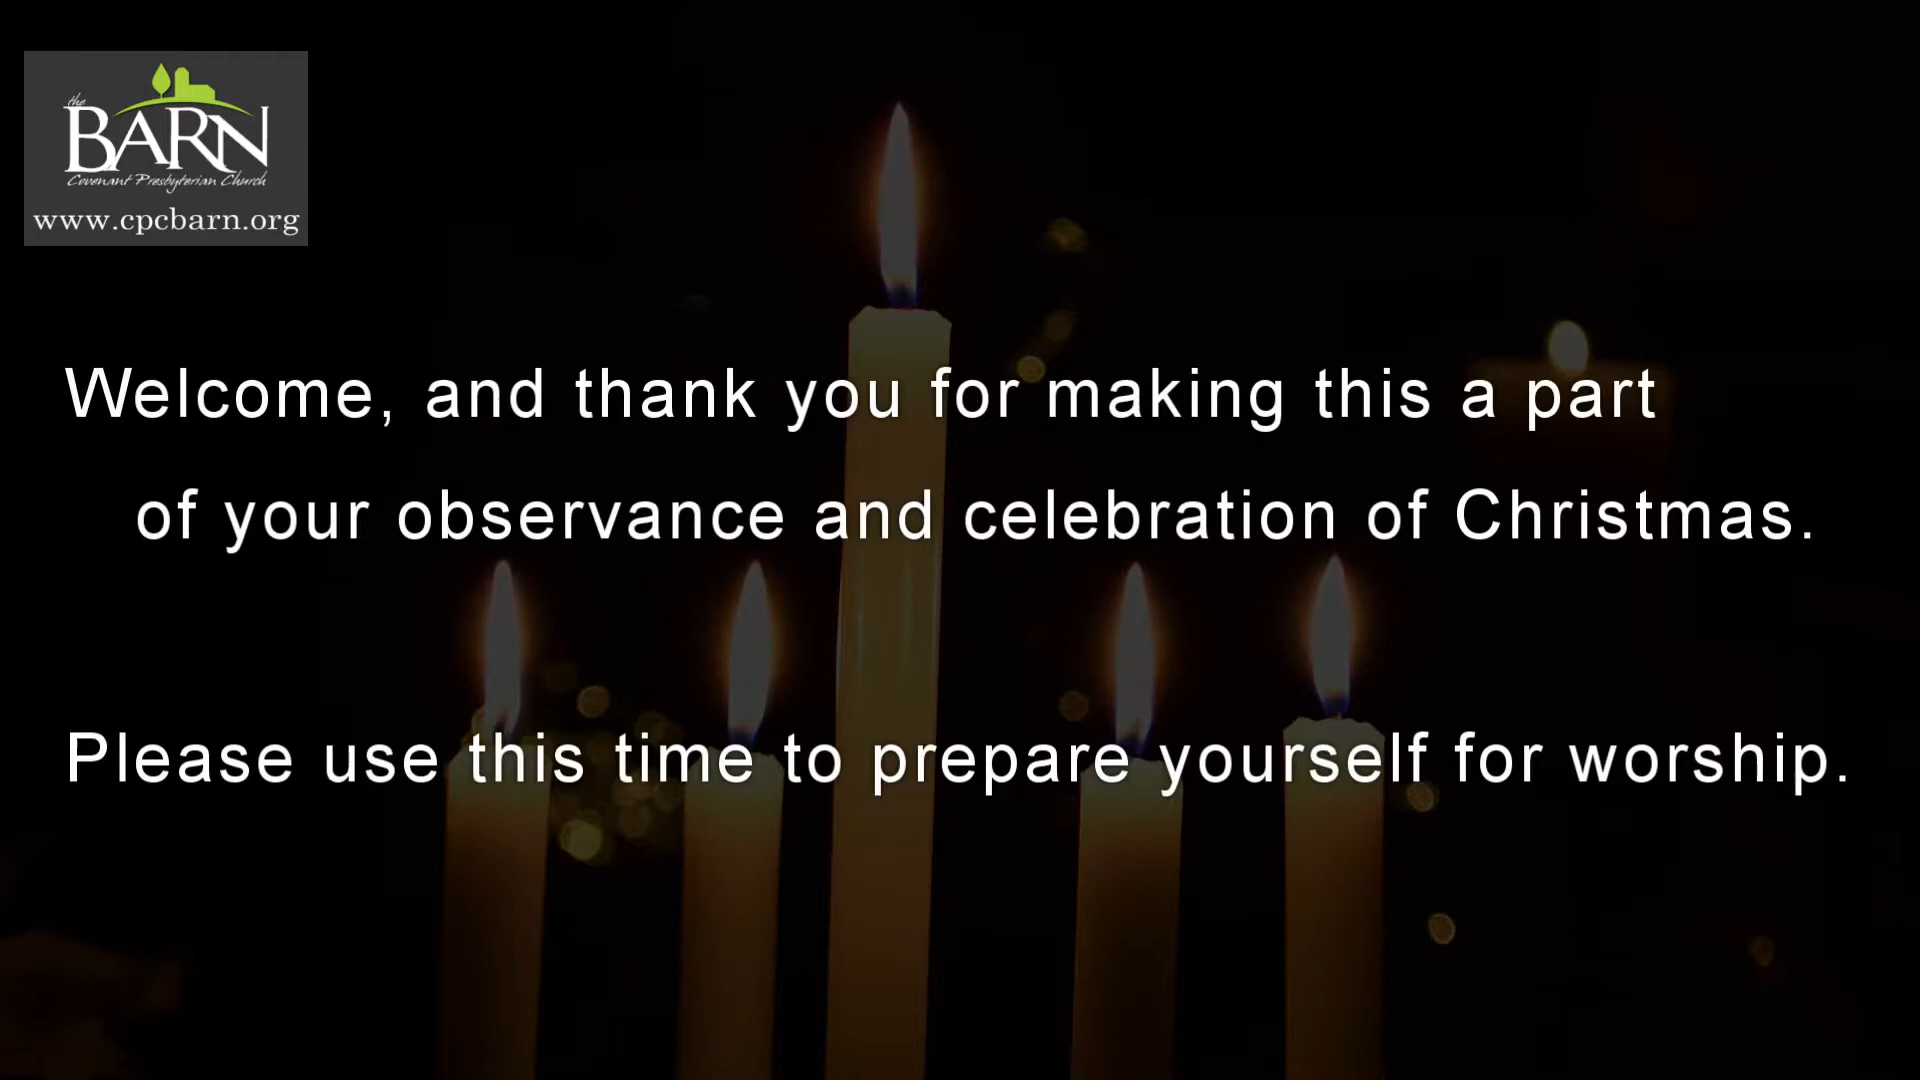 the
BARN
Covenant Presbyterian Church
www.cpcbarn.org
Welcome, and thank you for making this a part
of your observance and celebration of Christmas.
Please use this time to prepare yourself for worship.